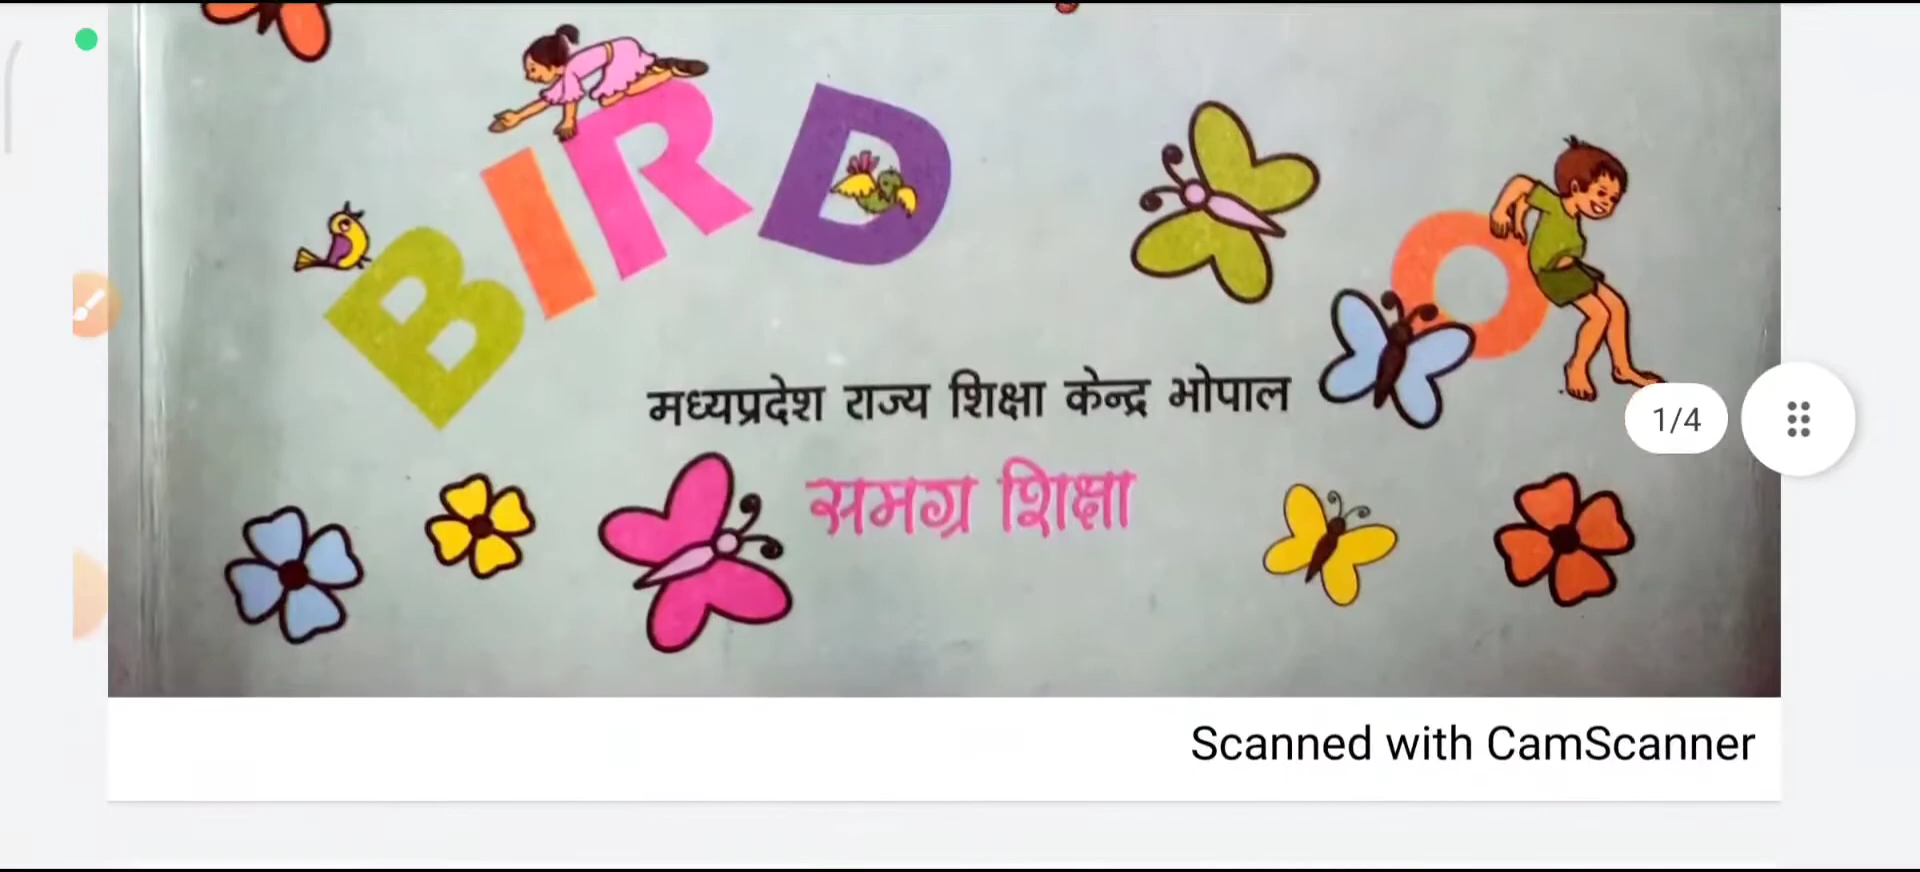 BIRD
O
मध्यप्रदेश राज्य शिक्षा केन्द्र भोपाल
1/4
समग्र शिक्षा
Scanned with CamScanner